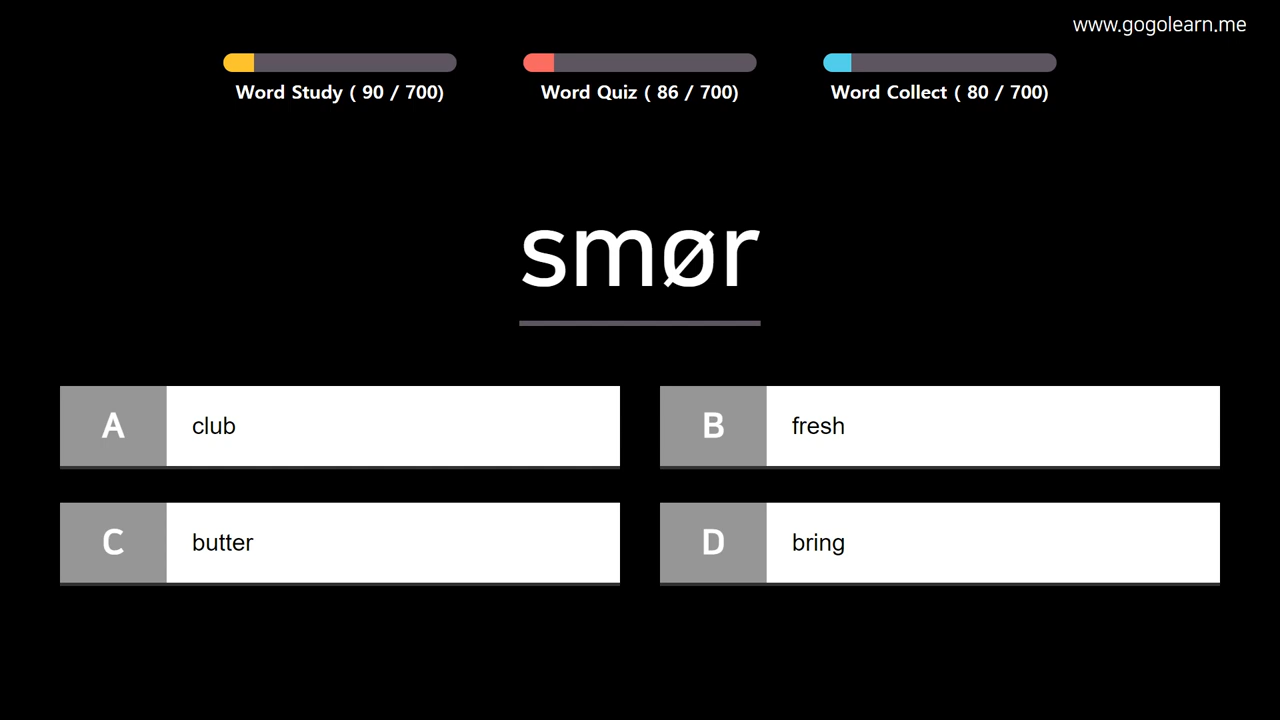 www.gogolearn.me
Word Study ( 90 / 700)
Word Quiz ( 86 / 700)
Word Collect ( 80 / 700)
smør
A club
B fresh
C butter
D bring